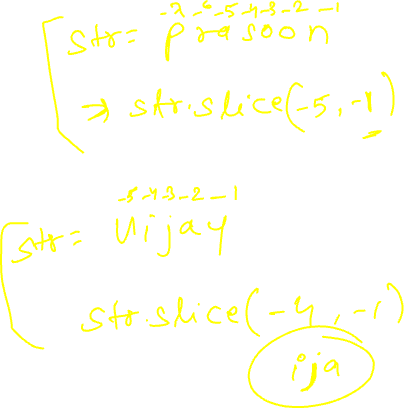 -7 -6 -5 -4 -3 -2 -1
str = prasoon
→ str.slice(-5, -1)
-5 -4 -3 -2 -1
str = Vijay
str.slice(-4, -1)
ija